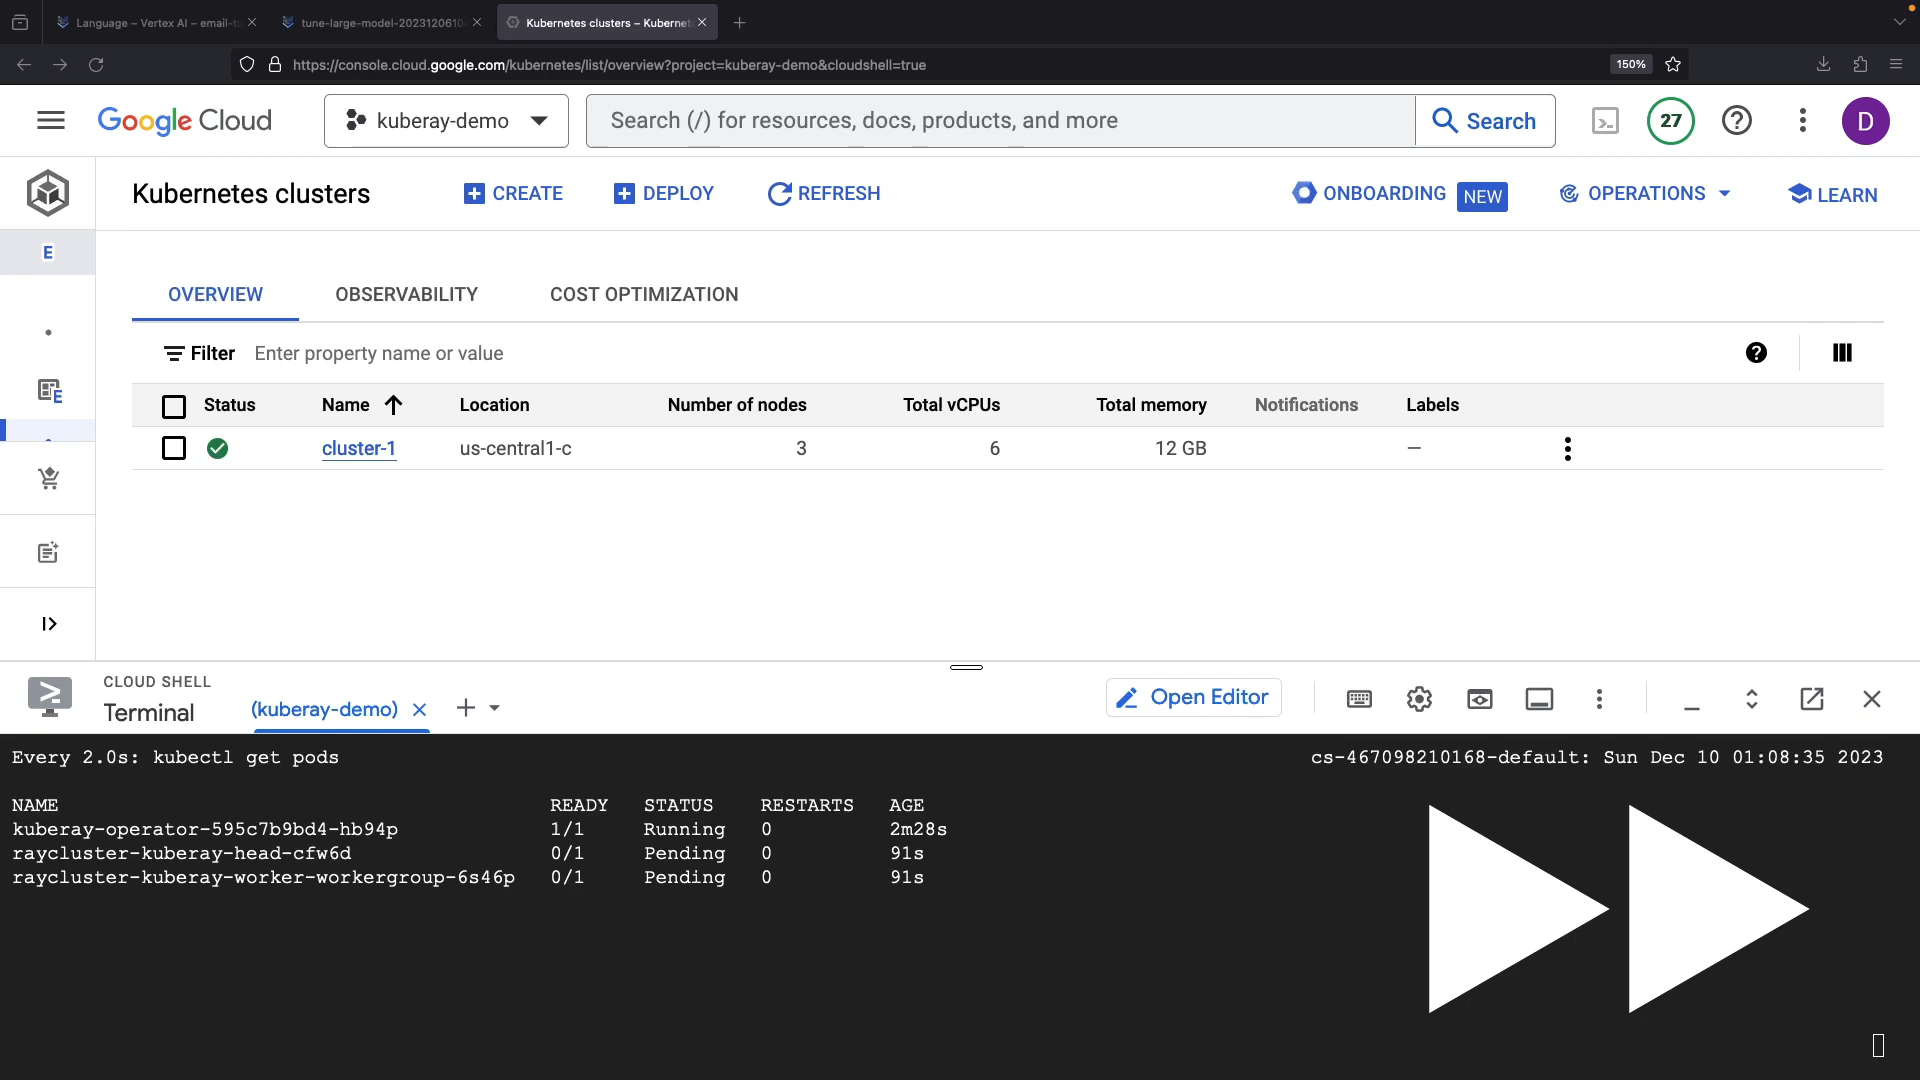 Language – Vertex AI – email-tu
tune-large-model-2023120610
Kubernetes clusters – Kubernet
https://console.cloud.google.com/kubernetes/list/overview?project=kuberay-demo&cloudshell=true
150%
Google Cloud
kuberay-demo
Search (/) for resources, docs, products, and more
Search
27
D
Kubernetes clusters
CREATE
DEPLOY
REFRESH
ONBOARDING
NEW
OPERATIONS
LEARN
E
OVERVIEW
OBSERVABILITY
COST OPTIMIZATION
Filter
Enter property name or value
E
Status Name Location Number of nodes Total vCPUs Total memory Notifications Labels
cluster-1 us-central1-c 3 6 12 GB —
CLOUD SHELL
Terminal
(kuberay-demo)
Open Editor
Every 2.0s: kubectl get pods
cs-467098210168-default: Sun Dec 10 01:08:35 2023
NAME READY STATUS RESTARTS AGE
kuberay-operator-595c7b9bd4-hb94p 1/1 Running 0 2m28s
raycluster-kuberay-head-cfw6d 0/1 Pending 0 91s
raycluster-kuberay-worker-workergroup-6s46p 0/1 Pending 0 91s